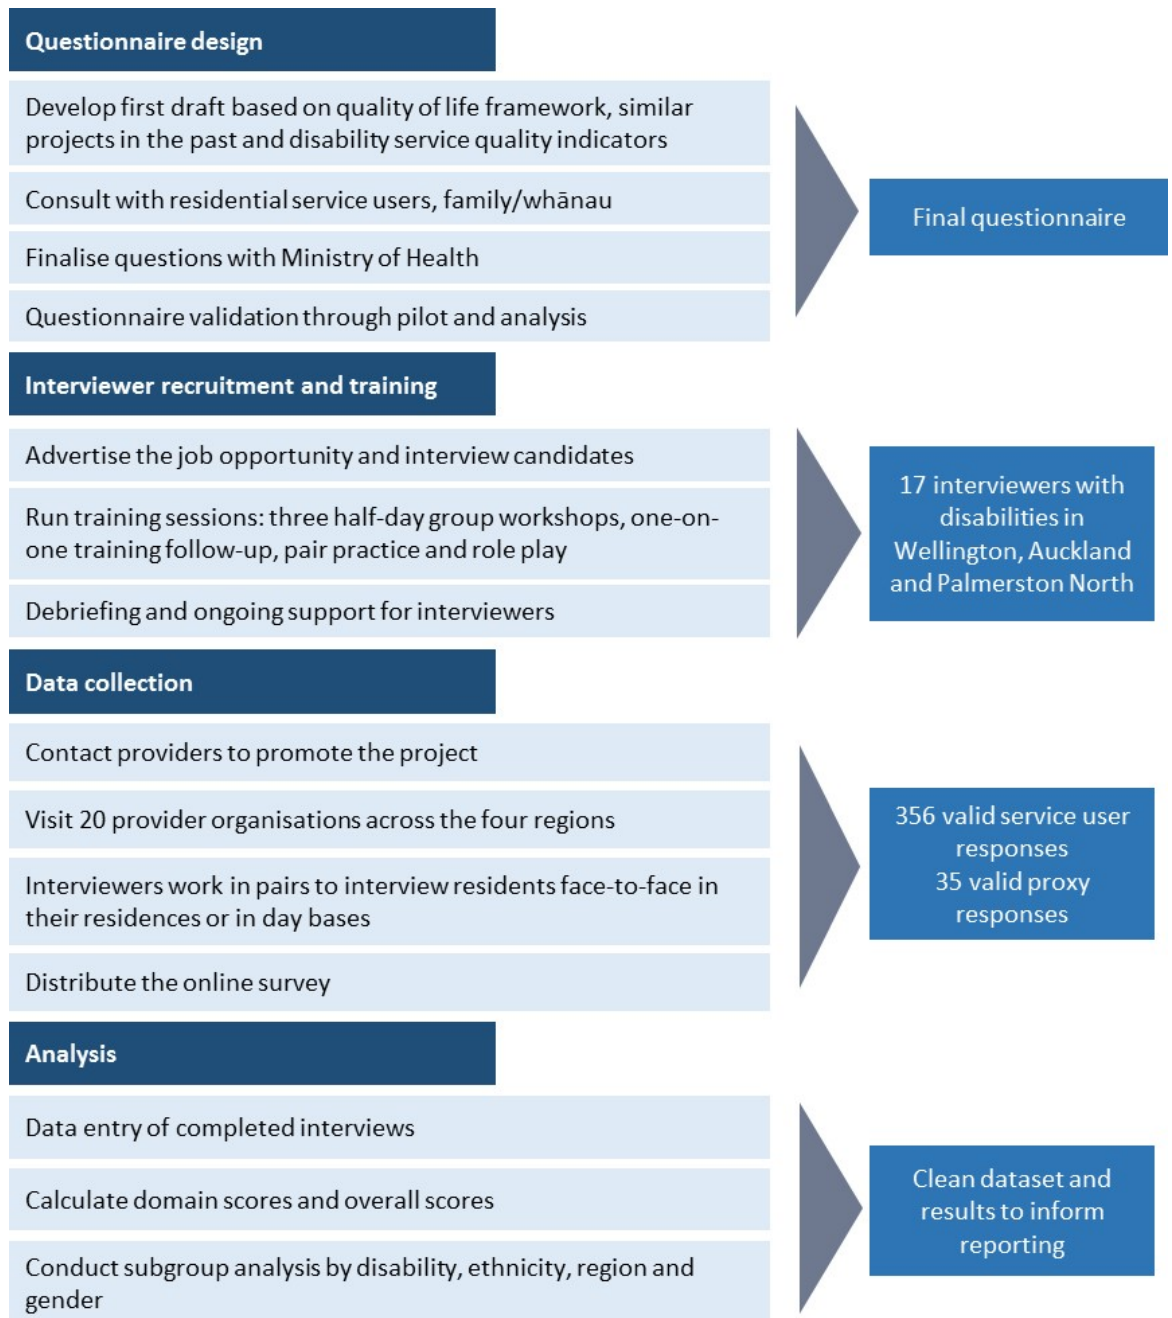 Questionnaire design
Develop first draft based on quality of life framework, similar
projects in the past and disability service quality indicators
Consult with residential service users, family/whānau
Finalise questions with Ministry of Health
Questionnaire validation through pilot and analysis
Final questionnaire
Interviewer recruitment and training
Advertise the job opportunity and interview candidates
Run training sessions: three half-day group workshops, one-on-
one training follow-up, pair practice and role play
Debriefing and ongoing support for interviewers
17 interviewers with
disabilities in
Wellington, Auckland
and Palmerston North
Data collection
Contact providers to promote the project
Visit 20 provider organisations across the four regions
Interviewers work in pairs to interview residents face-to-face in
their residences or in day bases
Distribute the online survey
356 valid service user
responses
35 valid proxy
responses
Analysis
Data entry of completed interviews
Calculate domain scores and overall scores
Conduct subgroup analysis by disability, ethnicity, region and
gender
Clean dataset and
results to inform
reporting